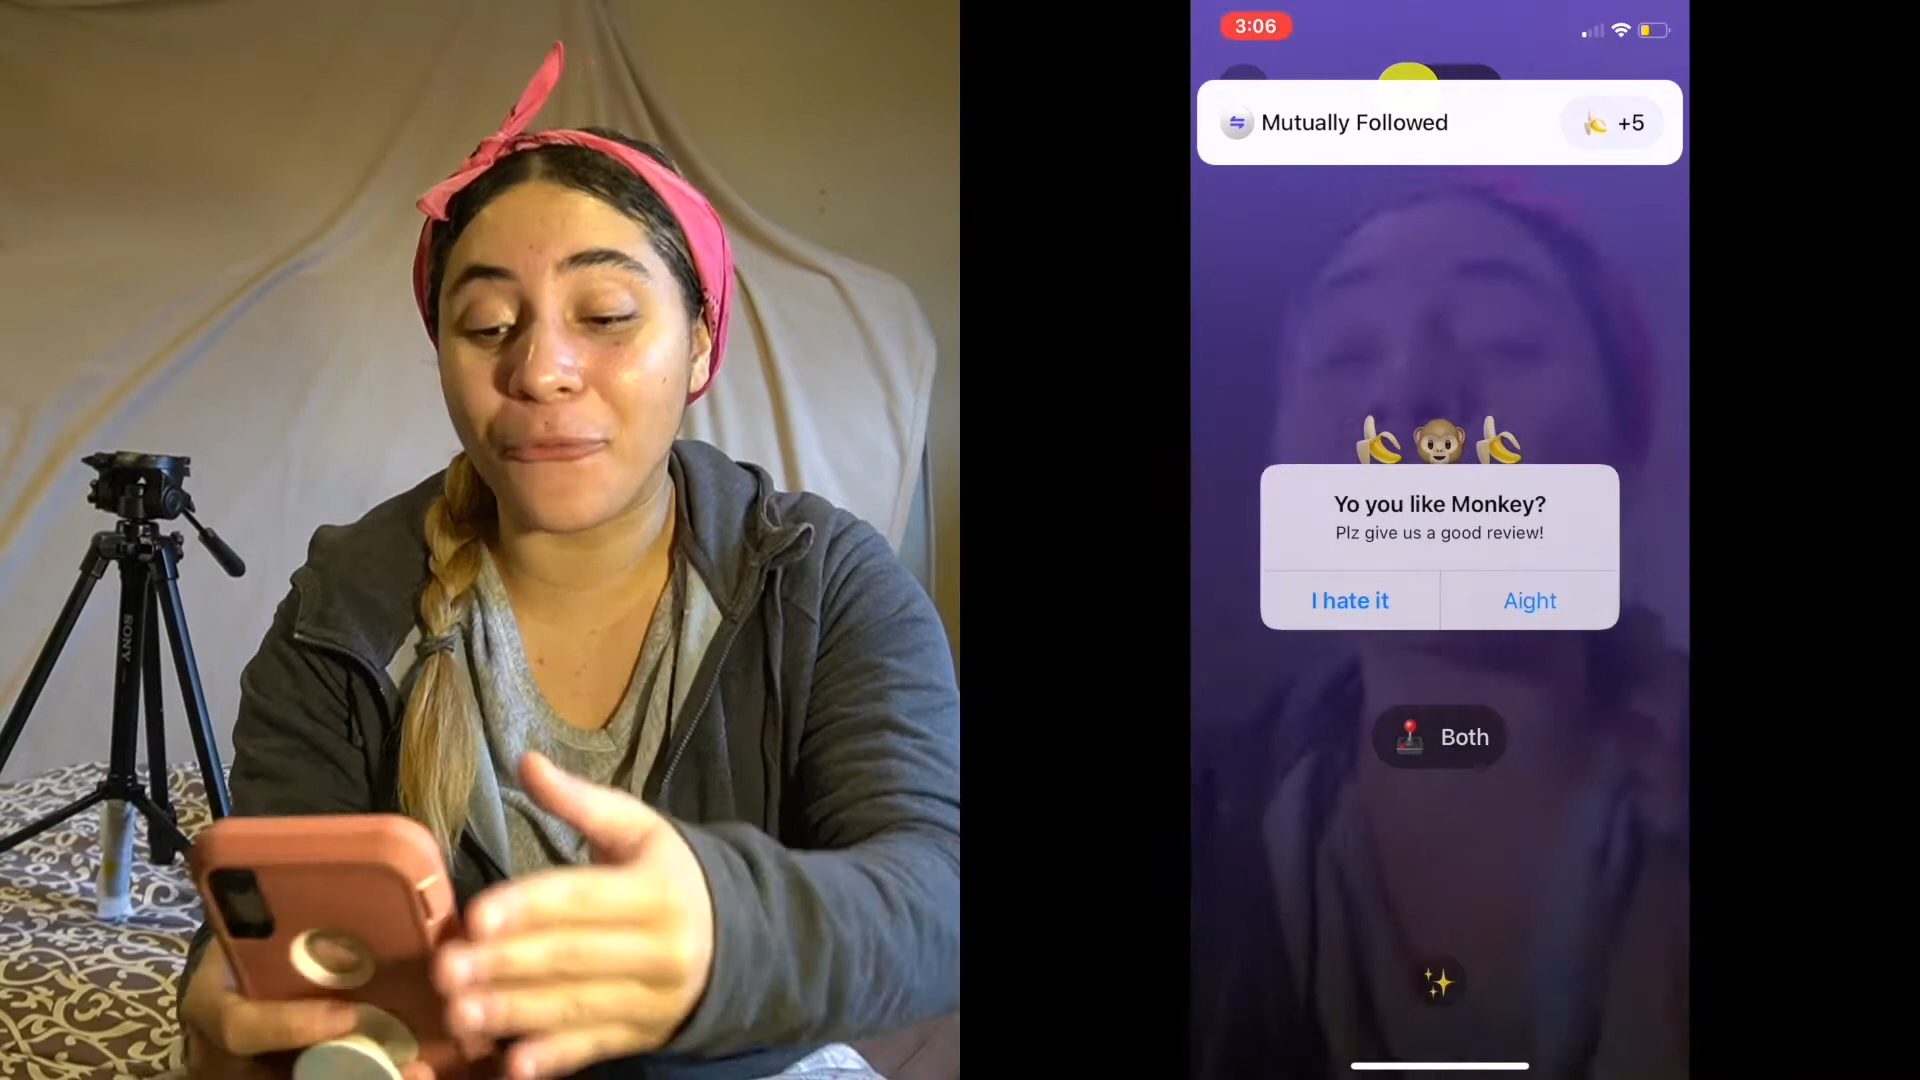 SONY
3:06
Mutually Followed
+5
Yo you like Monkey?
Plz give us a good review!
I hate it
Aight
Both